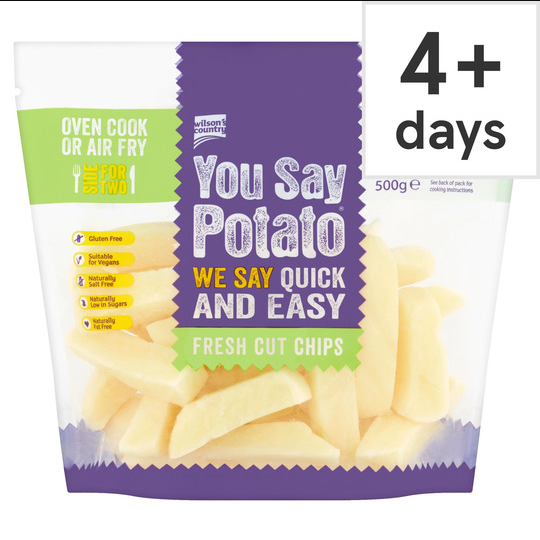 4+
days
OVEN COOK
OR AIR FRY
SIDE FOR
TWO
wilson's
country
You Say
Potato®
WE SAY QUICK
AND EASY
FRESH CUT CHIPS
500g℮
See back of pack for
cooking instructions
Gluten Free
Suitable
for Vegans
Naturally
Salt Free
Naturally
Low in Sugars
Naturally
Fat Free